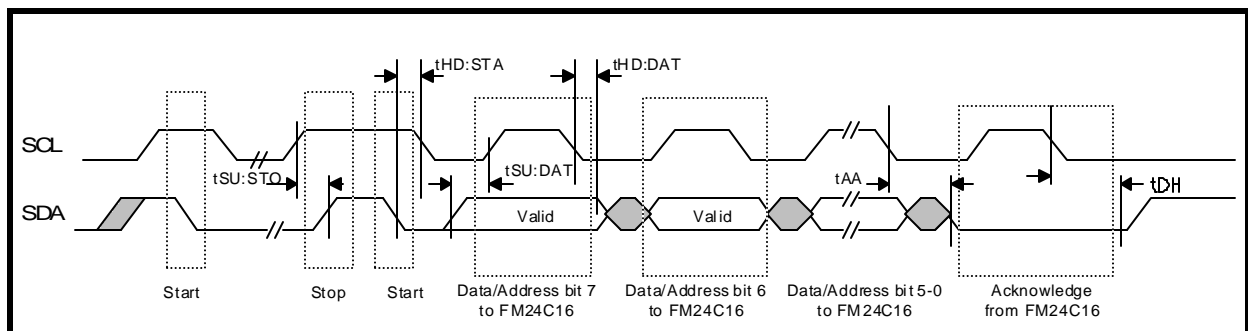 tHD:STA
tHD:DAT
SCL
tSU:STO
tSU:DAT
tAA
tDH
SDA
Valid
Valid
Start
Stop
Start
Data/Address bit 7
to FM24C16
Data/Address bit 6
to FM24C16
Data/Address bit 5-0
to FM24C16
Acknowledge
from FM24C16